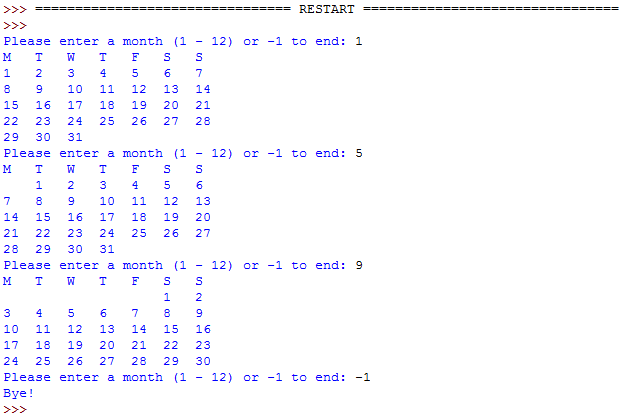 >>> ================================ RESTART ================================
>>>
Please enter a month (1 - 12) or -1 to end: 1
M   T   W   T   F   S   S
1   2   3   4   5   6   7
8   9   10  11  12  13  14
15  16  17  18  19  20  21
22  23  24  25  26  27  28
29  30  31
Please enter a month (1 - 12) or -1 to end: 5
M   T   W   T   F   S   S
    1   2   3   4   5   6
7   8   9   10  11  12  13
14  15  16  17  18  19  20
21  22  23  24  25  26  27
28  29  30  31
Please enter a month (1 - 12) or -1 to end: 9
M   T   W   T   F   S   S
                    1   2
3   4   5   6   7   8   9
10  11  12  13  14  15  16
17  18  19  20  21  22  23
24  25  26  27  28  29  30
Please enter a month (1 - 12) or -1 to end: -1
Bye!
>>>